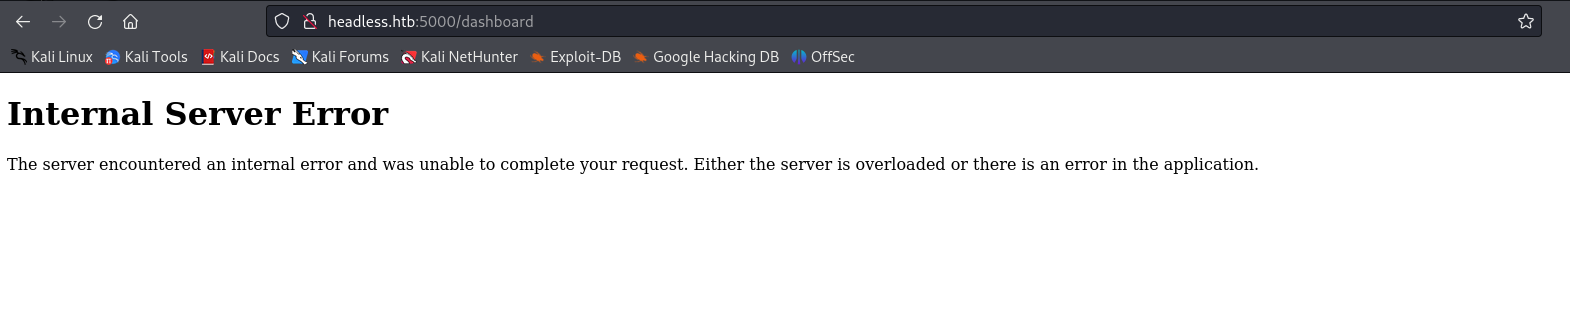 headless.htb:5000/dashboard
Kali Linux Kali Tools Kali Docs Kali Forums Kali NetHunter Exploit-DB Google Hacking DB OffSec
Internal Server Error
The server encountered an internal error and was unable to complete your request. Either the server is overloaded or there is an error in the application.